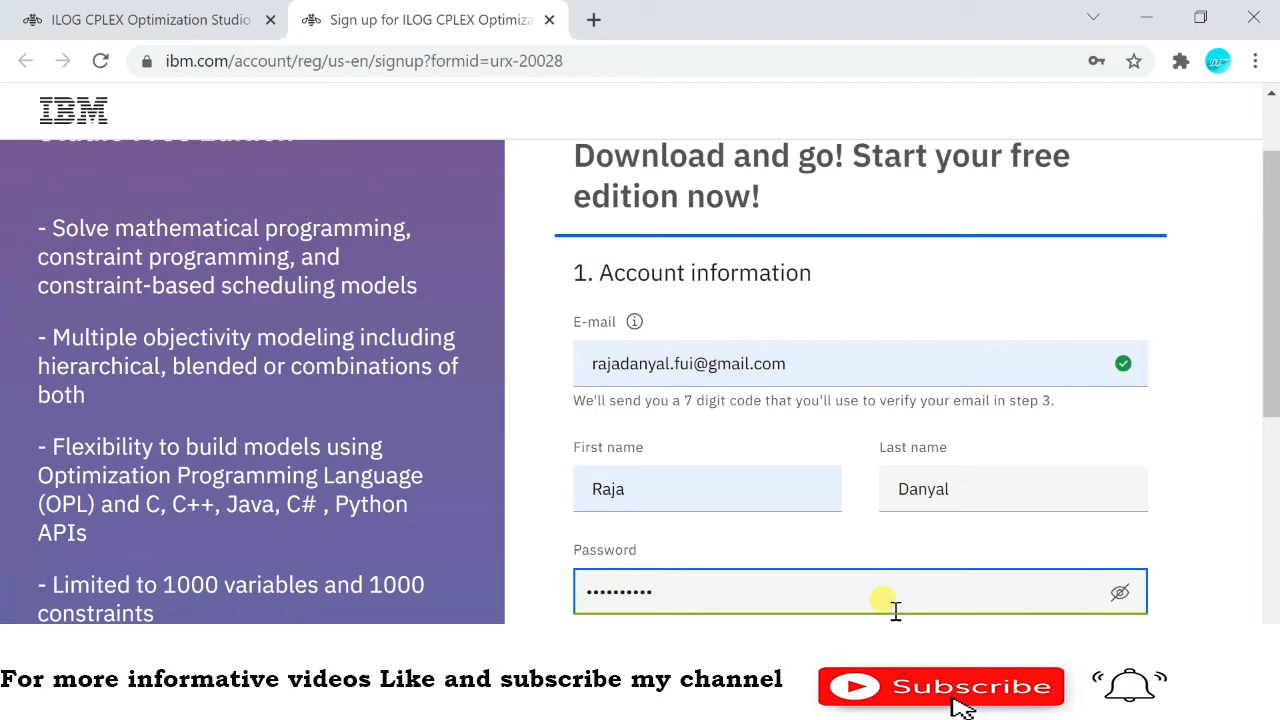 ILOG CPLEX Optimization Studio
Sign up for ILOG CPLEX Optimiza
ibm.com/account/reg/us-en/signup?formid=urx-20028
IBM
Studio Free Edition
- Solve mathematical programming,
constraint programming, and
constraint-based scheduling models
- Multiple objectivity modeling including
hierarchical, blended or combinations of
both
- Flexibility to build models using
Optimization Programming Language
(OPL) and C, C++, Java, C# , Python
APIs
- Limited to 1000 variables and 1000
constraints
Download and go! Start your free
edition now!
1. Account information
E-mail
rajadanyal.fui@gmail.com
We'll send you a 7 digit code that you'll use to verify your email in step 3.
First name
Last name
Raja
Danyal
Password
••••••••••
For more informative videos Like and subscribe my channel
Subscribe